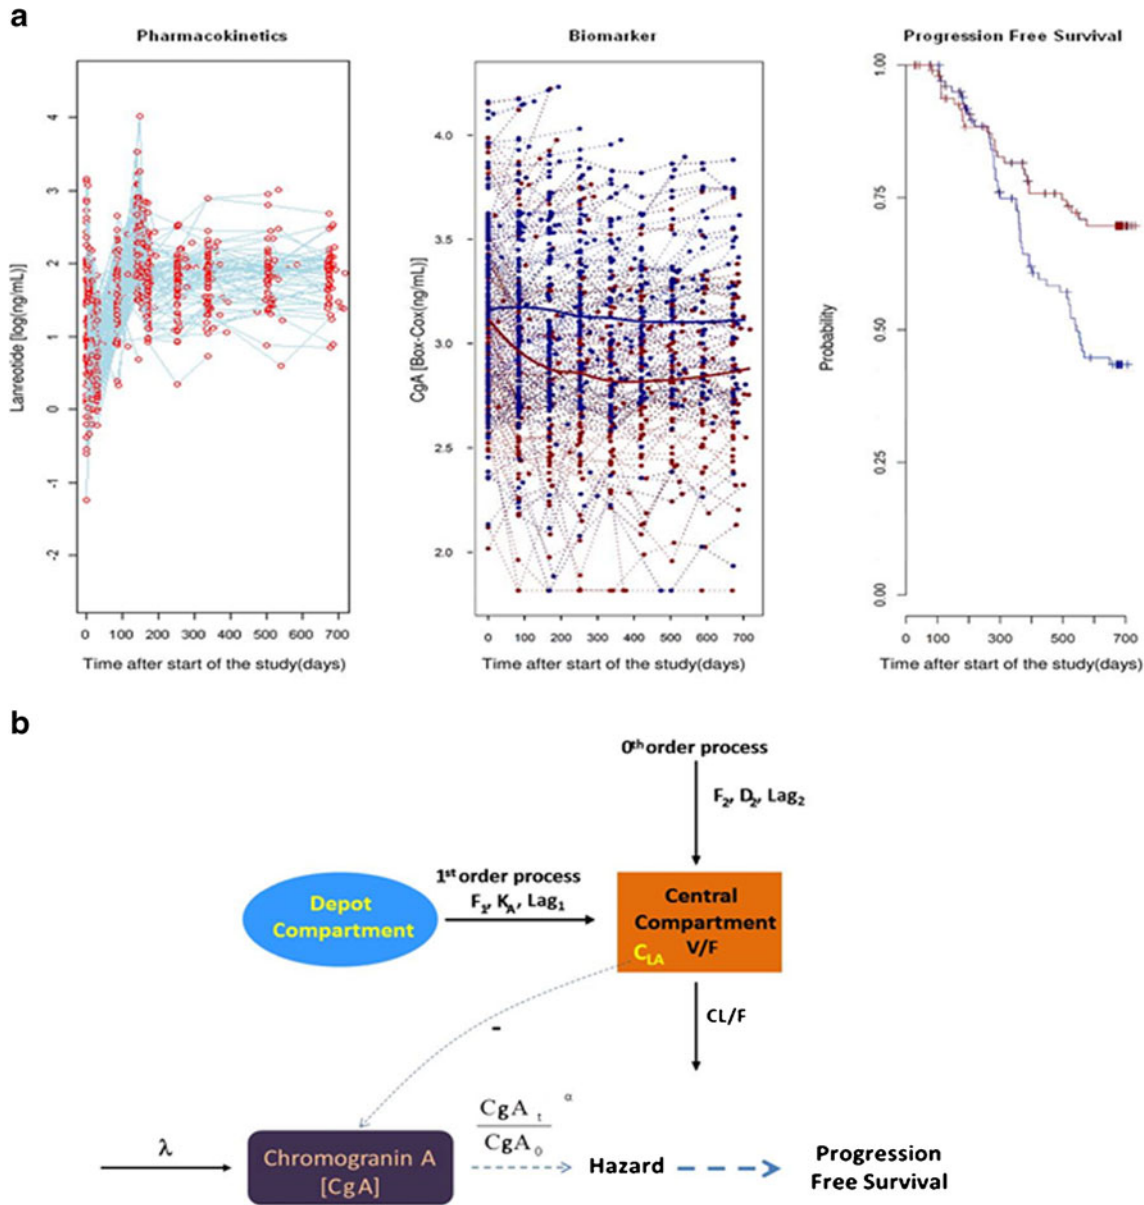 a
Pharmacokinetics
Biomarker
Progression Free Survival
Lanreotide [log(ng/mL)]
4
3
2
1
0
-1
-2
0 100 200 300 400 500 600 700
Time after start of the study(days)
CgA [Box-Cox(ng/mL)]
4.0
3.5
3.0
2.5
2.0
0 100 200 300 400 500 600 700
Time after start of the study(days)
Probability
1.00
0.75
0.50
0.25
0.00
0 100 300 500 700
Time after start of the study(days)
b
0th order process
F2, D2, Lag2
1st order process
F1, KA, Lag1
Depot
Compartment
Central
Compartment
V/F
CLA
CL/F
-
λ
Chromogranin A
[CgA]
CgA t α
CgA0
Hazard
Progression
Free Survival